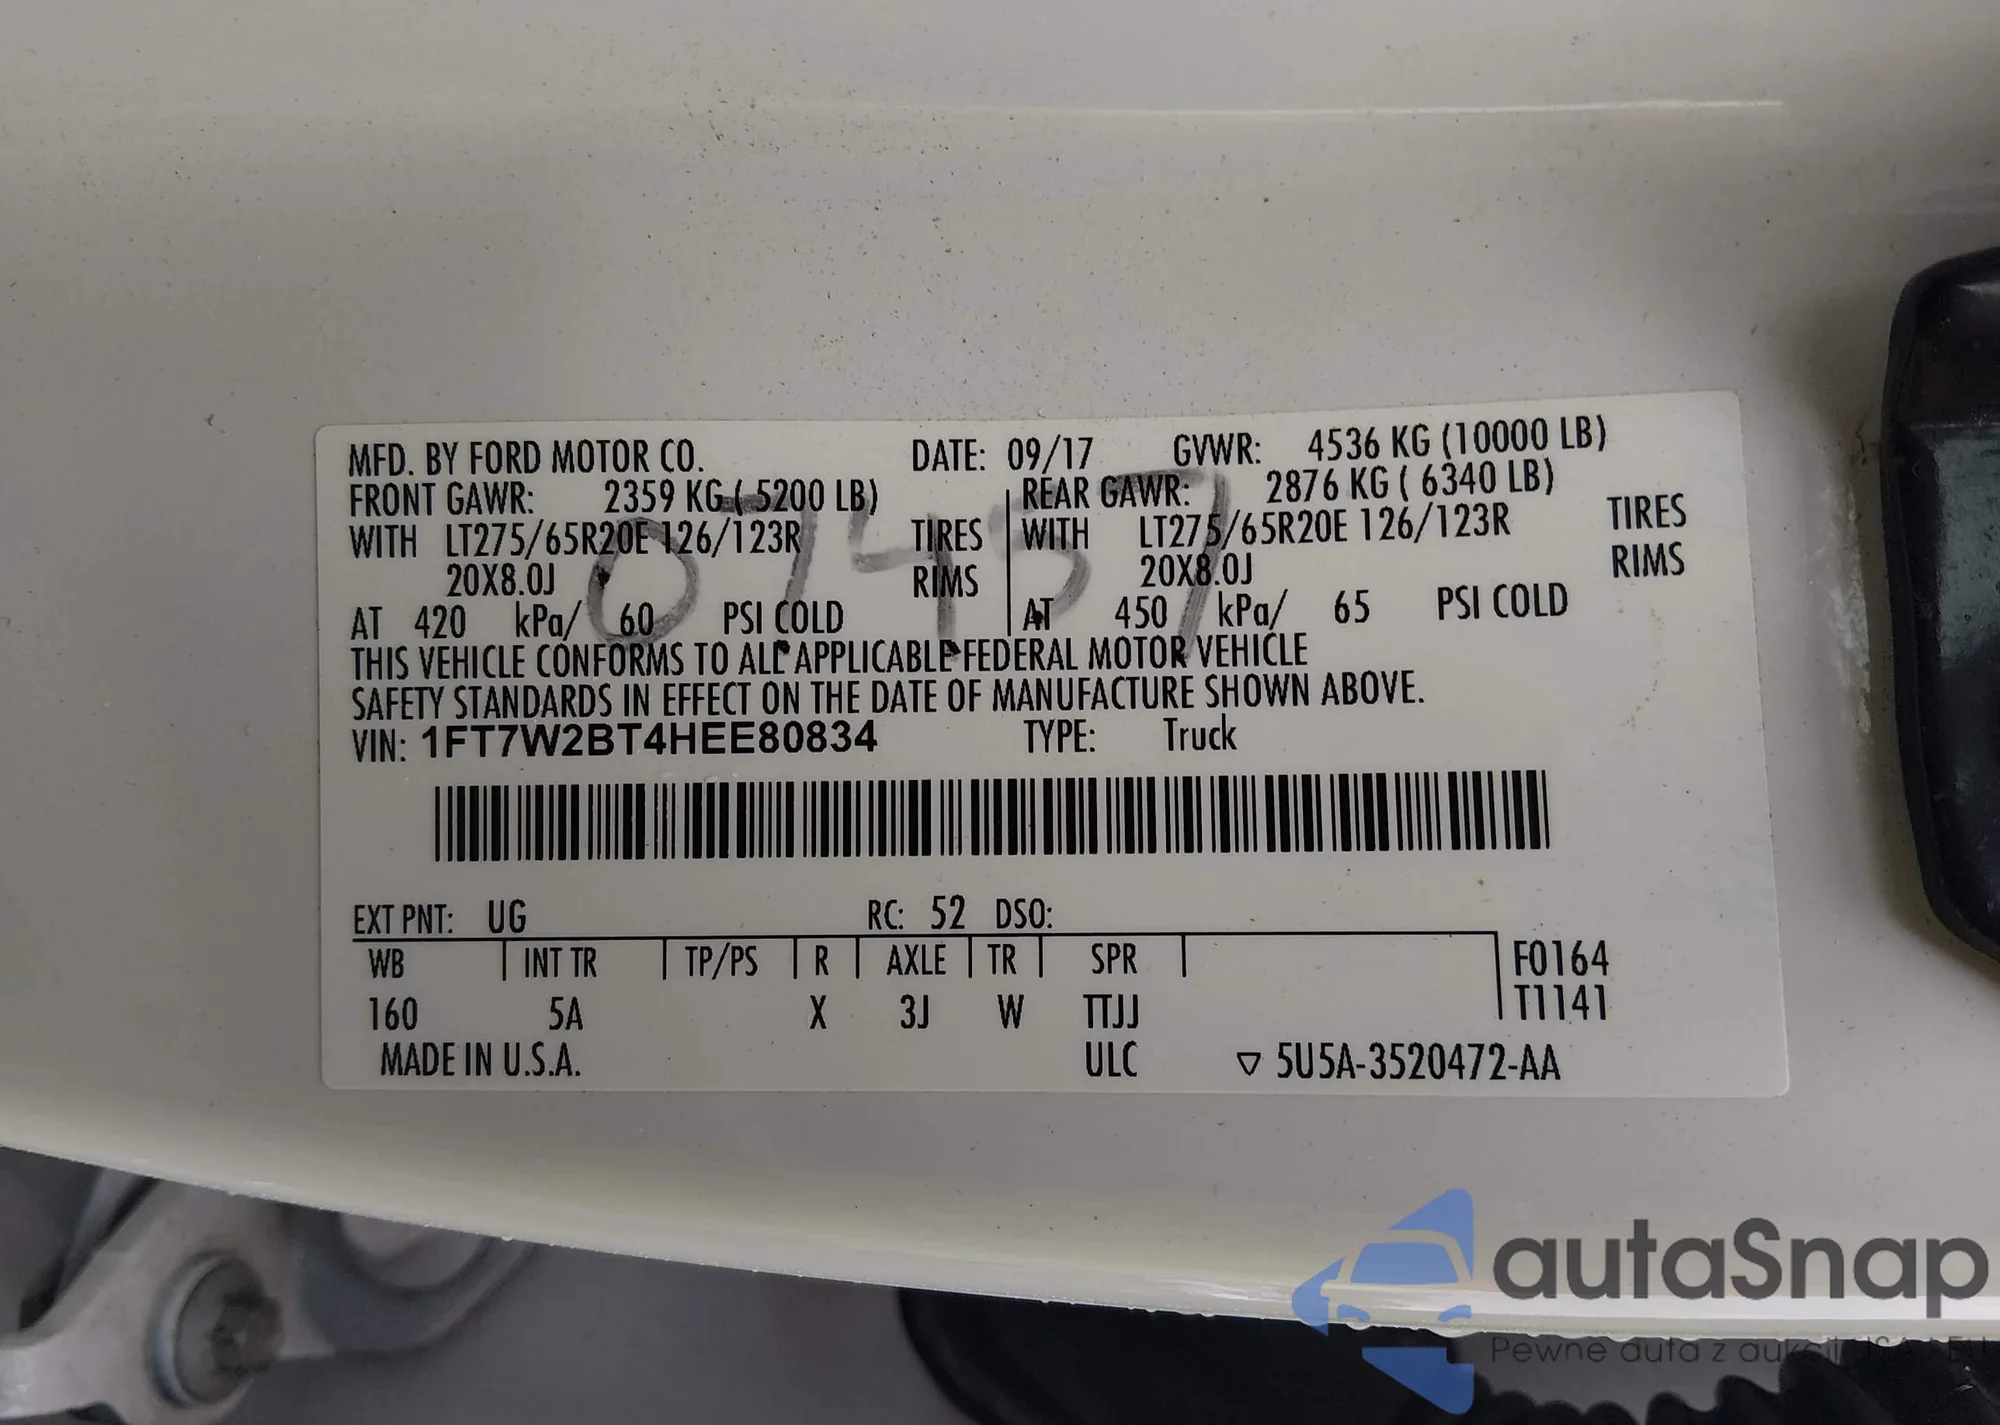 MFD. BY FORD MOTOR CO. DATE: 09/17 GVWR: 4536 KG (10000 LB)
FRONT GAWR: 2359 KG ( 5200 LB) REAR GAWR: 2876 KG ( 6340 LB)
WITH LT275/65R20E 126/123R TIRES WITH LT275/65R20E 126/123R TIRES
20X8.0J RIMS 20X8.0J RIMS
AT 420 kPa/ 60 PSI COLD AT 450 kPa/ 65 PSI COLD
07457
THIS VEHICLE CONFORMS TO ALL APPLICABLE FEDERAL MOTOR VEHICLE
SAFETY STANDARDS IN EFFECT ON THE DATE OF MANUFACTURE SHOWN ABOVE.
VIN: 1FT7W2BT4HEE80834 TYPE: Truck
EXT PNT: UG RC: 52 DSO:
WB INT TR TP/PS R AXLE TR SPR F0164
160 5A X 3J W TTJJ T1141
MADE IN U.S.A. ULC ▽ 5U5A-3520472-AA
autaSnap
Pewne auta z aukcji USA i EU